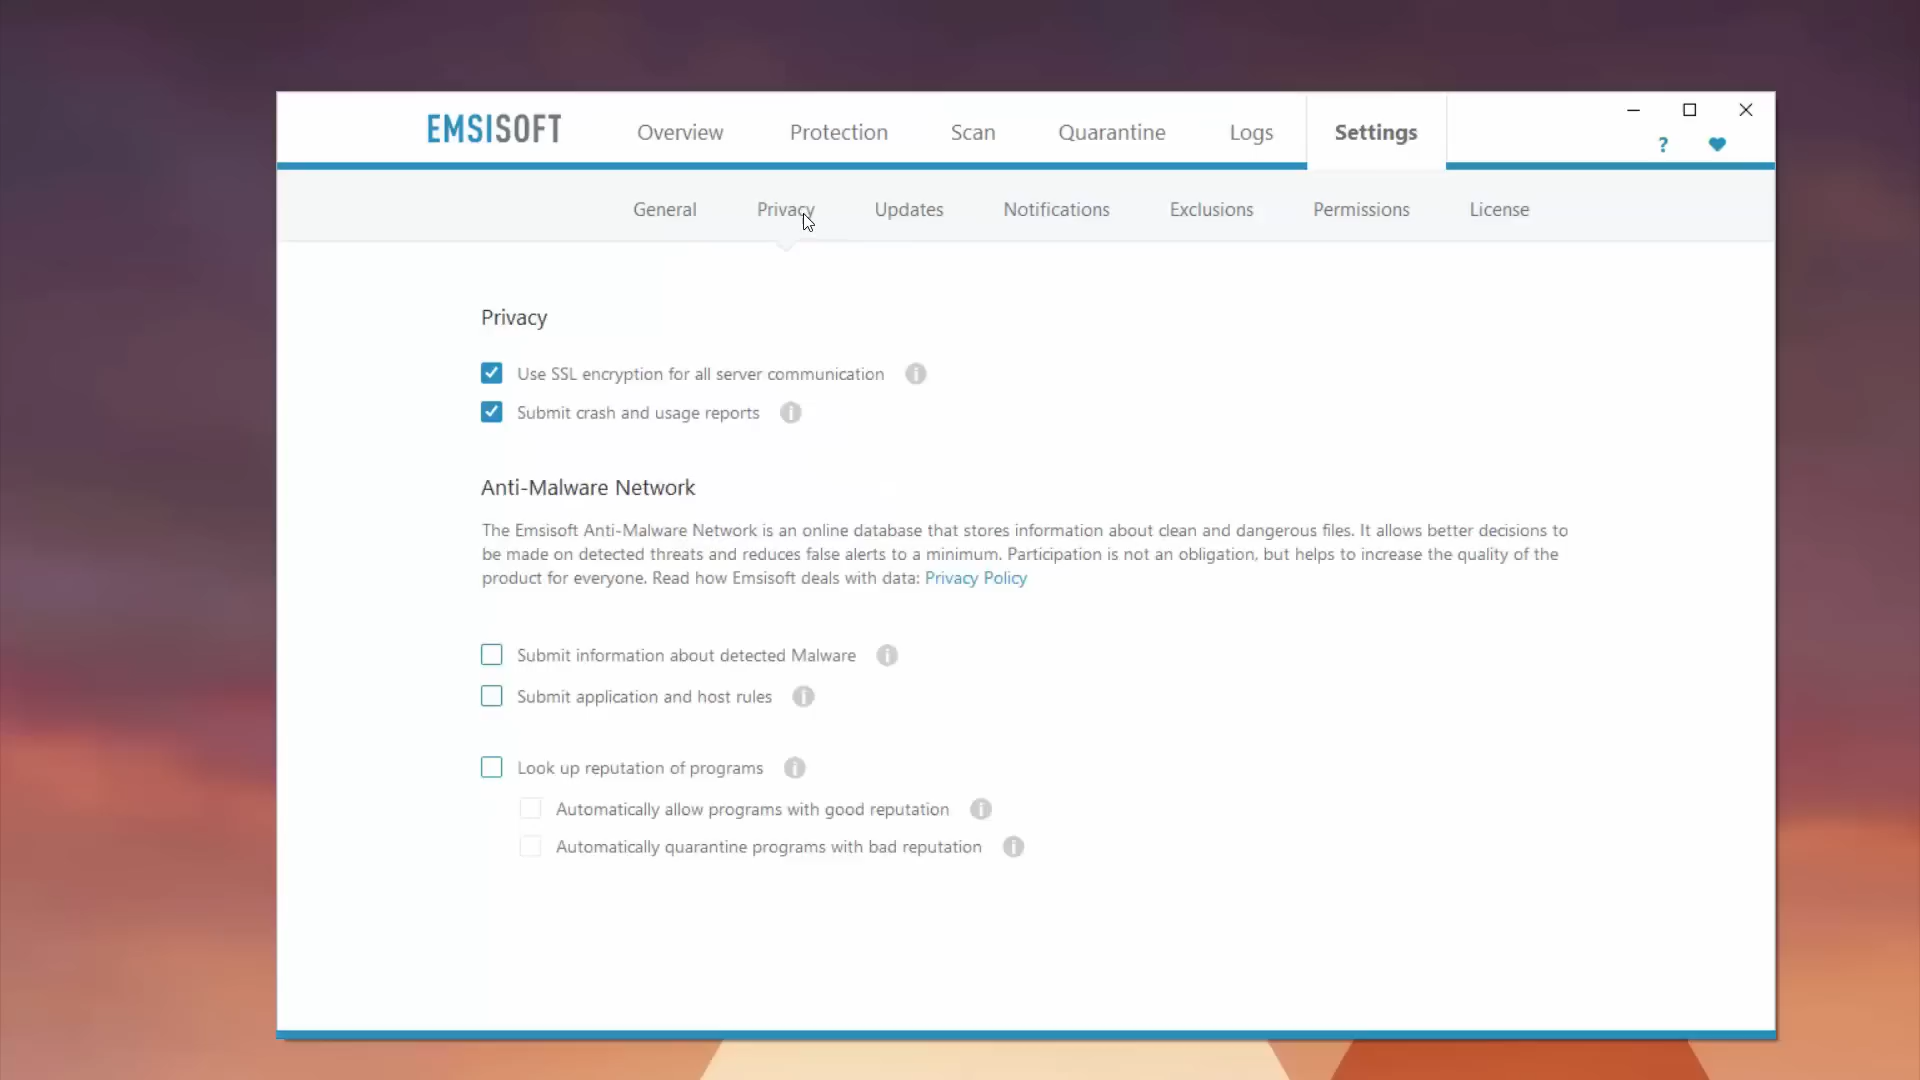 EMSISOFT Overview Protection Scan Quarantine Logs Settings
?
General Privacy Updates Notifications Exclusions Permissions License
Privacy
Use SSL encryption for all server communication i
Submit crash and usage reports i
Anti-Malware Network
The Emsisoft Anti-Malware Network is an online database that stores information about clean and dangerous files. It allows better decisions to
be made on detected threats and reduces false alerts to a minimum. Participation is not an obligation, but helps to increase the quality of the
product for everyone. Read how Emsisoft deals with data: Privacy Policy
Submit information about detected Malware i
Submit application and host rules i
Look up reputation of programs i
Automatically allow programs with good reputation i
Automatically quarantine programs with bad reputation i